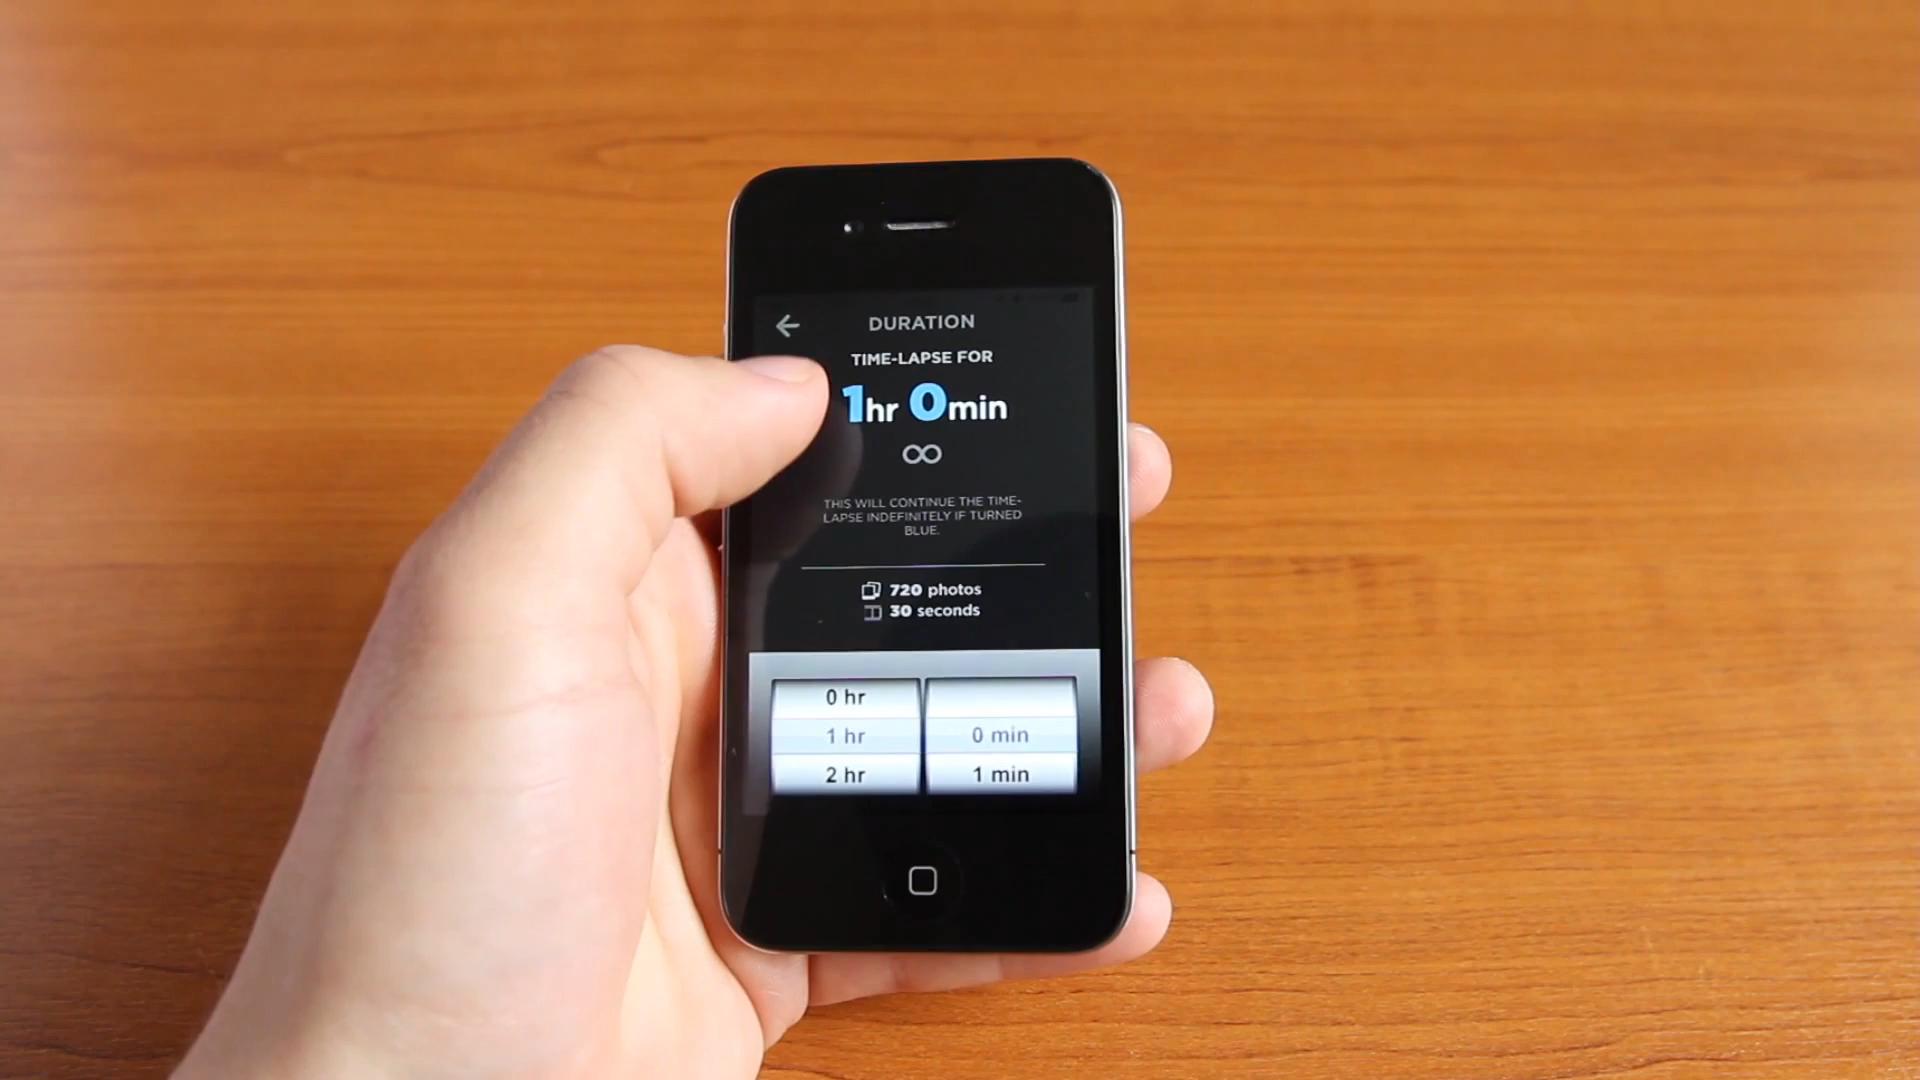 DURATION
TIME-LAPSE FOR
1hr 0min
∞
THIS WILL CONTINUE THE TIME-
LAPSE INDEFINITELY IF TURNED
BLUE.
720 photos
30 seconds
0 hr
1 hr 0 min
2 hr 1 min